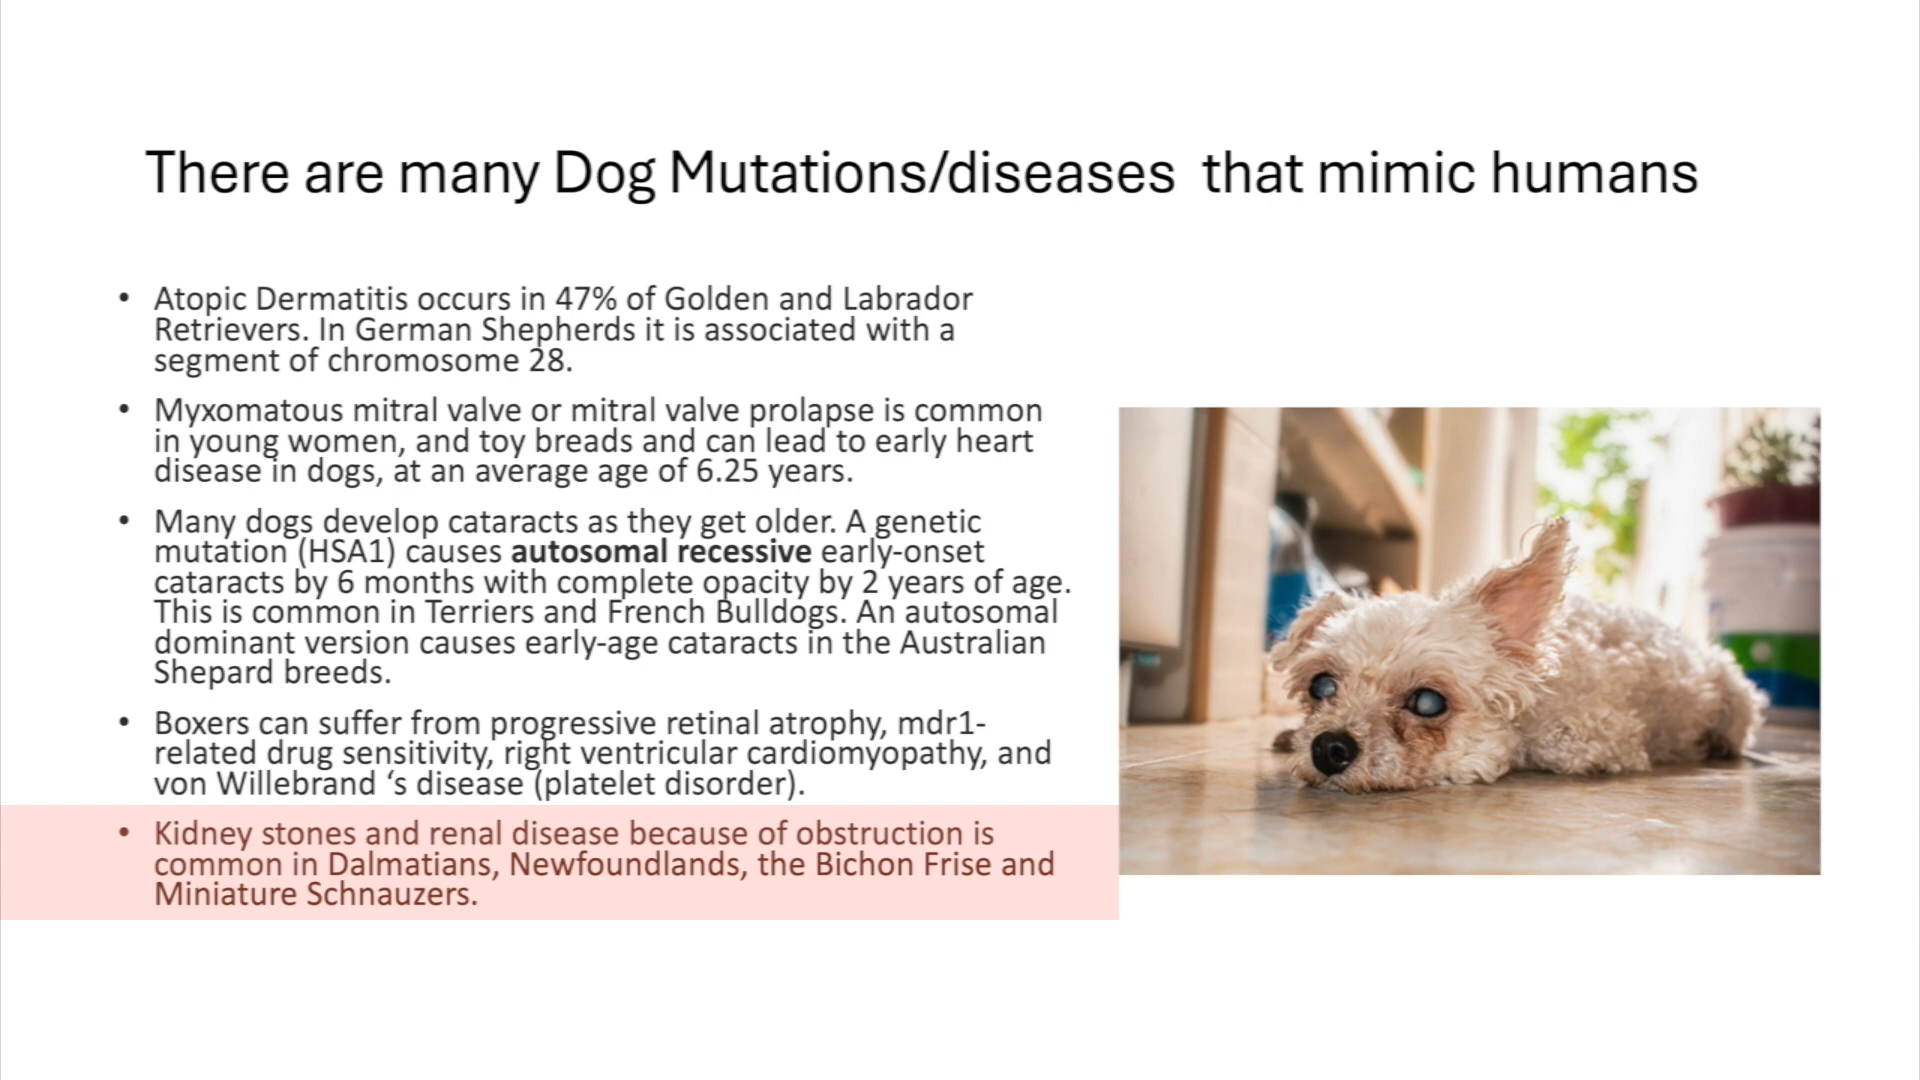 There are many Dog Mutations/diseases that mimic humans
• Atopic Dermatitis occurs in 47% of Golden and Labrador
Retrievers. In German Shepherds it is associated with a
segment of chromosome 28.
• Myxomatous mitral valve or mitral valve prolapse is common
in young women, and toy breads and can lead to early heart
disease in dogs, at an average age of 6.25 years.
• Many dogs develop cataracts as they get older. A genetic
mutation (HSA1) causes autosomal recessive early-onset
cataracts by 6 months with complete opacity by 2 years of age.
This is common in Terriers and French Bulldogs. An autosomal
dominant version causes early-age cataracts in the Australian
Shepard breeds.
• Boxers can suffer from progressive retinal atrophy, mdr1-
related drug sensitivity, right ventricular cardiomyopathy, and
von Willebrand ‘s disease (platelet disorder).
• Kidney stones and renal disease because of obstruction is
common in Dalmatians, Newfoundlands, the Bichon Frise and
Miniature Schnauzers.